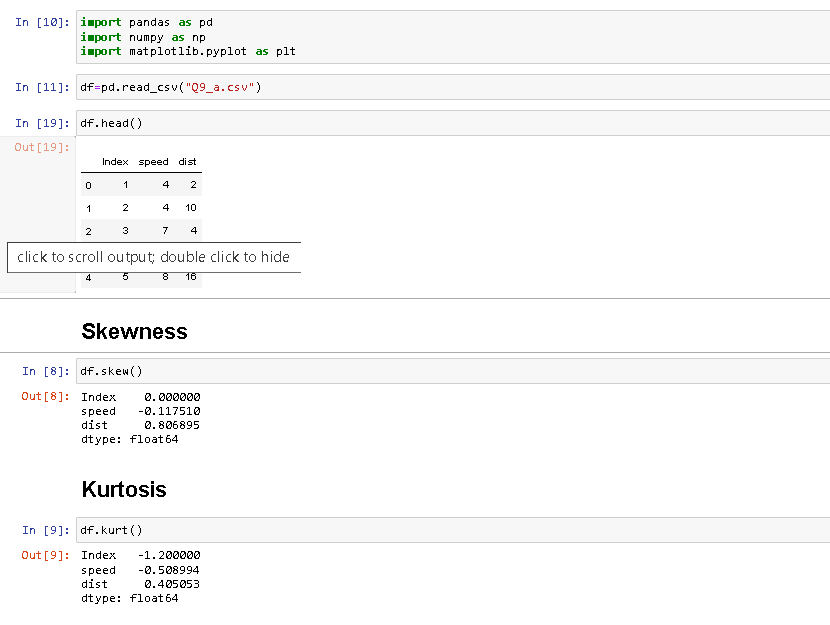 In [10]: import pandas as pd
import numpy as np
import matplotlib.pyplot as plt
In [11]: df=pd.read_csv("Q9_a.csv")
In [19]: df.head()
Out[19]:
Index speed dist
0 1 4 2
1 2 4 10
2 3 7 4
click to scroll output; double click to hide
4 5 8 16
Skewness
In [8]: df.skew()
Out[8]: Index 0.000000
speed -0.117510
dist 0.806895
dtype: float64
Kurtosis
In [9]: df.kurt()
Out[9]: Index -1.200000
speed -0.508994
dist 0.405053
dtype: float64